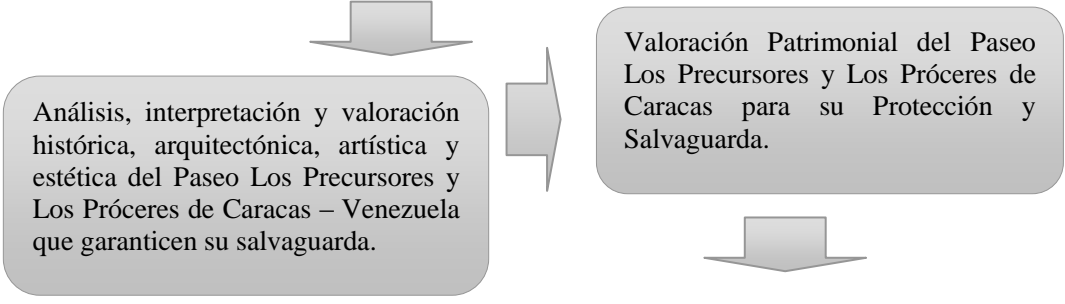 Análisis, interpretación y valoración
histórica, arquitectónica, artística y
estética del Paseo Los Precursores y
Los Próceres de Caracas – Venezuela
que garanticen su salvaguarda.
Valoración Patrimonial del Paseo
Los Precursores y Los Próceres de
Caracas para su Protección y
Salvaguarda.